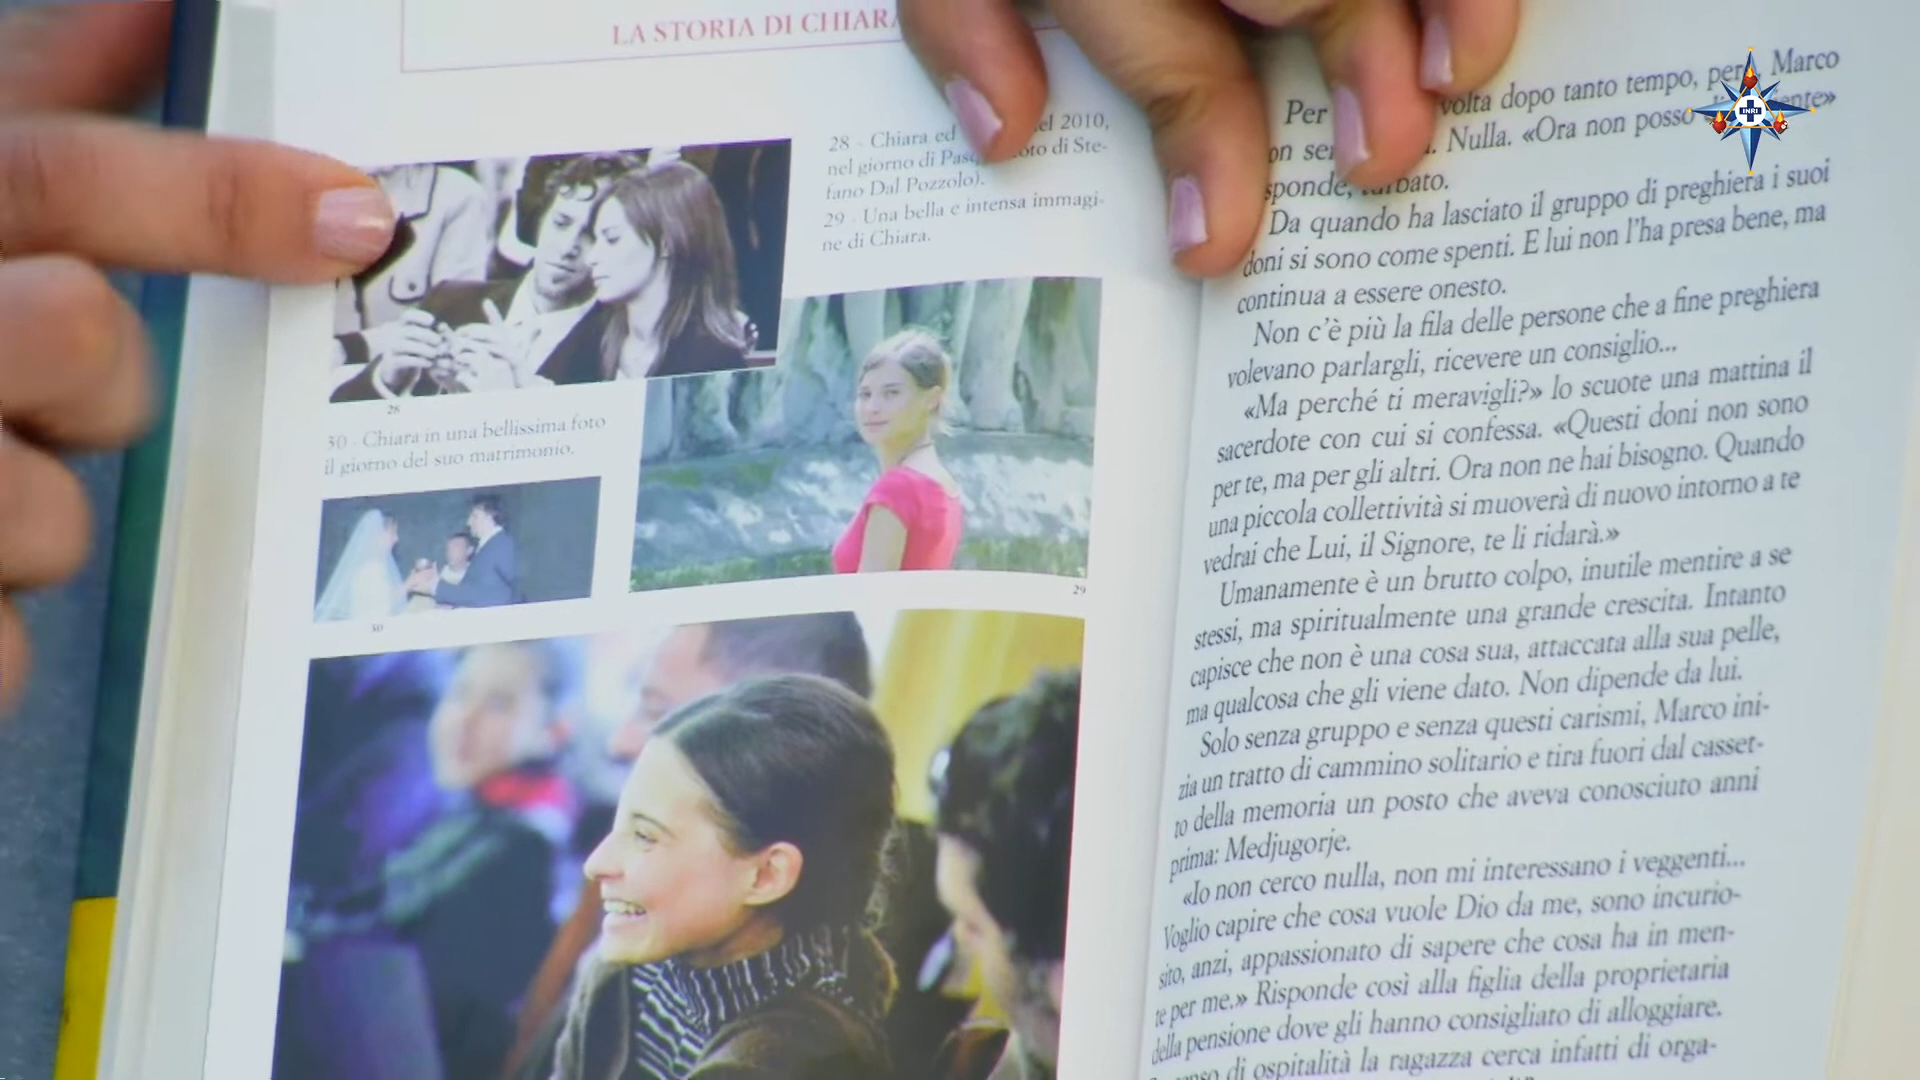 LA STORIA DI CHIARA
28 - Chiara ed el 2010,
nel giorno di Pasq oto di Ste-
fano Dal Pozzolo).
29 - Una bella e intensa immagi-
ne di Chiara.
28
30 - Chiara in una bellissima foto
il giorno del suo matrimonio.
30
29
Per volta dopo tanto tempo, Marco
Nulla. «Ora non posso
sponde,
Da quando ha lasciato il gruppo di preghiera i suoi
doni si sono come spenti. E lui non l'ha presa bene, ma
continua a essere onesto.
Non c'è più la fila delle persone che a fine preghiera
volevano parlargli, ricevere un consiglio...
«Ma perché ti meravigli?» lo scuote una mattina il
sacerdote con cui si confessa. «Questi doni non sono
per te, ma per gli altri. Ora non ne hai bisogno. Quando
una piccola collettività si muoverà di nuovo intorno a te
vedrai che Lui, il Signore, te li ridarà.»
Umanamente è un brutto colpo, inutile mentire a se
stessi, ma spiritualmente una grande crescita. Intanto
capisce che non è una cosa sua, attaccata alla sua pelle,
ma qualcosa che gli viene dato. Non dipende da lui.
Solo senza gruppo e senza questi carismi, Marco ini-
zia un tratto di cammino solitario e tira fuori dal casset-
to della memoria un posto che aveva conosciuto anni
prima: Medjugorje.
«Io non cerco nulla, non mi interessano i veggenti...
Voglio capire che cosa vuole Dio da me, sono incurio-
sito, anzi, appassionato di sapere che cosa ha in men-
te per me.» Risponde così alla figlia della proprietaria
della pensione dove gli hanno consigliato di alloggiare.
di ospitalità la ragazza cerca infatti di orga-
INRI